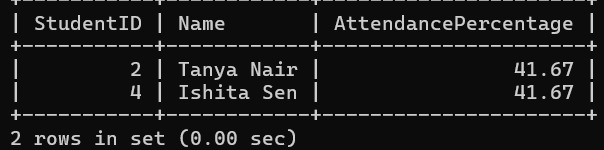 +-----------+------------+----------------------+
| StudentID | Name       | AttendancePercentage |
+-----------+------------+----------------------+
|         2 | Tanya Nair |                41.67 |
|         4 | Ishita Sen |                41.67 |
+-----------+------------+----------------------+
2 rows in set (0.00 sec)